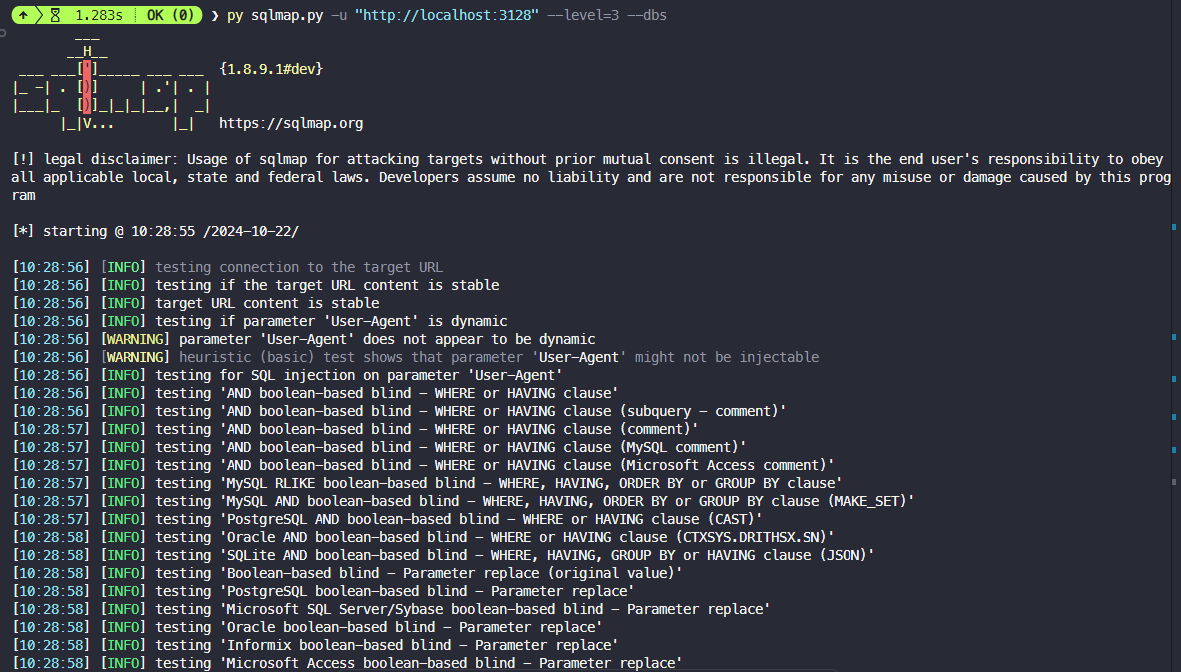 1.283s OK (0) ❯ py sqlmap.py -u "http://localhost:3128" --level=3 --dbs
        ___
       __H__
 ___ ___[']_____ ___ ___  {1.8.9.1#dev}
|_ -| . [)]     | .'| . |
|___|_  [)]_|_|_|__,|  _|
      |_|V...       |_|   https://sqlmap.org
[!] legal disclaimer: Usage of sqlmap for attacking targets without prior mutual consent is illegal. It is the end user's responsibility to obey
all applicable local, state and federal laws. Developers assume no liability and are not responsible for any misuse or damage caused by this prog
ram
[*] starting @ 10:28:55 /2024-10-22/
[10:28:56] [INFO] testing connection to the target URL
[10:28:56] [INFO] testing if the target URL content is stable
[10:28:56] [INFO] target URL content is stable
[10:28:56] [INFO] testing if parameter 'User-Agent' is dynamic
[10:28:56] [WARNING] parameter 'User-Agent' does not appear to be dynamic
[10:28:56] [WARNING] heuristic (basic) test shows that parameter 'User-Agent' might not be injectable
[10:28:56] [INFO] testing for SQL injection on parameter 'User-Agent'
[10:28:56] [INFO] testing 'AND boolean-based blind - WHERE or HAVING clause'
[10:28:56] [INFO] testing 'AND boolean-based blind - WHERE or HAVING clause (subquery - comment)'
[10:28:57] [INFO] testing 'AND boolean-based blind - WHERE or HAVING clause (comment)'
[10:28:57] [INFO] testing 'AND boolean-based blind - WHERE or HAVING clause (MySQL comment)'
[10:28:57] [INFO] testing 'AND boolean-based blind - WHERE or HAVING clause (Microsoft Access comment)'
[10:28:57] [INFO] testing 'MySQL RLIKE boolean-based blind - WHERE, HAVING, ORDER BY or GROUP BY clause'
[10:28:57] [INFO] testing 'MySQL AND boolean-based blind - WHERE, HAVING, ORDER BY or GROUP BY clause (MAKE_SET)'
[10:28:57] [INFO] testing 'PostgreSQL AND boolean-based blind - WHERE or HAVING clause (CAST)'
[10:28:58] [INFO] testing 'Oracle AND boolean-based blind - WHERE or HAVING clause (CTXSYS.DRITHSX.SN)'
[10:28:58] [INFO] testing 'SQLite AND boolean-based blind - WHERE, HAVING, GROUP BY or HAVING clause (JSON)'
[10:28:58] [INFO] testing 'Boolean-based blind - Parameter replace (original value)'
[10:28:58] [INFO] testing 'PostgreSQL boolean-based blind - Parameter replace'
[10:28:58] [INFO] testing 'Microsoft SQL Server/Sybase boolean-based blind - Parameter replace'
[10:28:58] [INFO] testing 'Oracle boolean-based blind - Parameter replace'
[10:28:58] [INFO] testing 'Informix boolean-based blind - Parameter replace'
[10:28:58] [INFO] testing 'Microsoft Access boolean-based blind - Parameter replace'